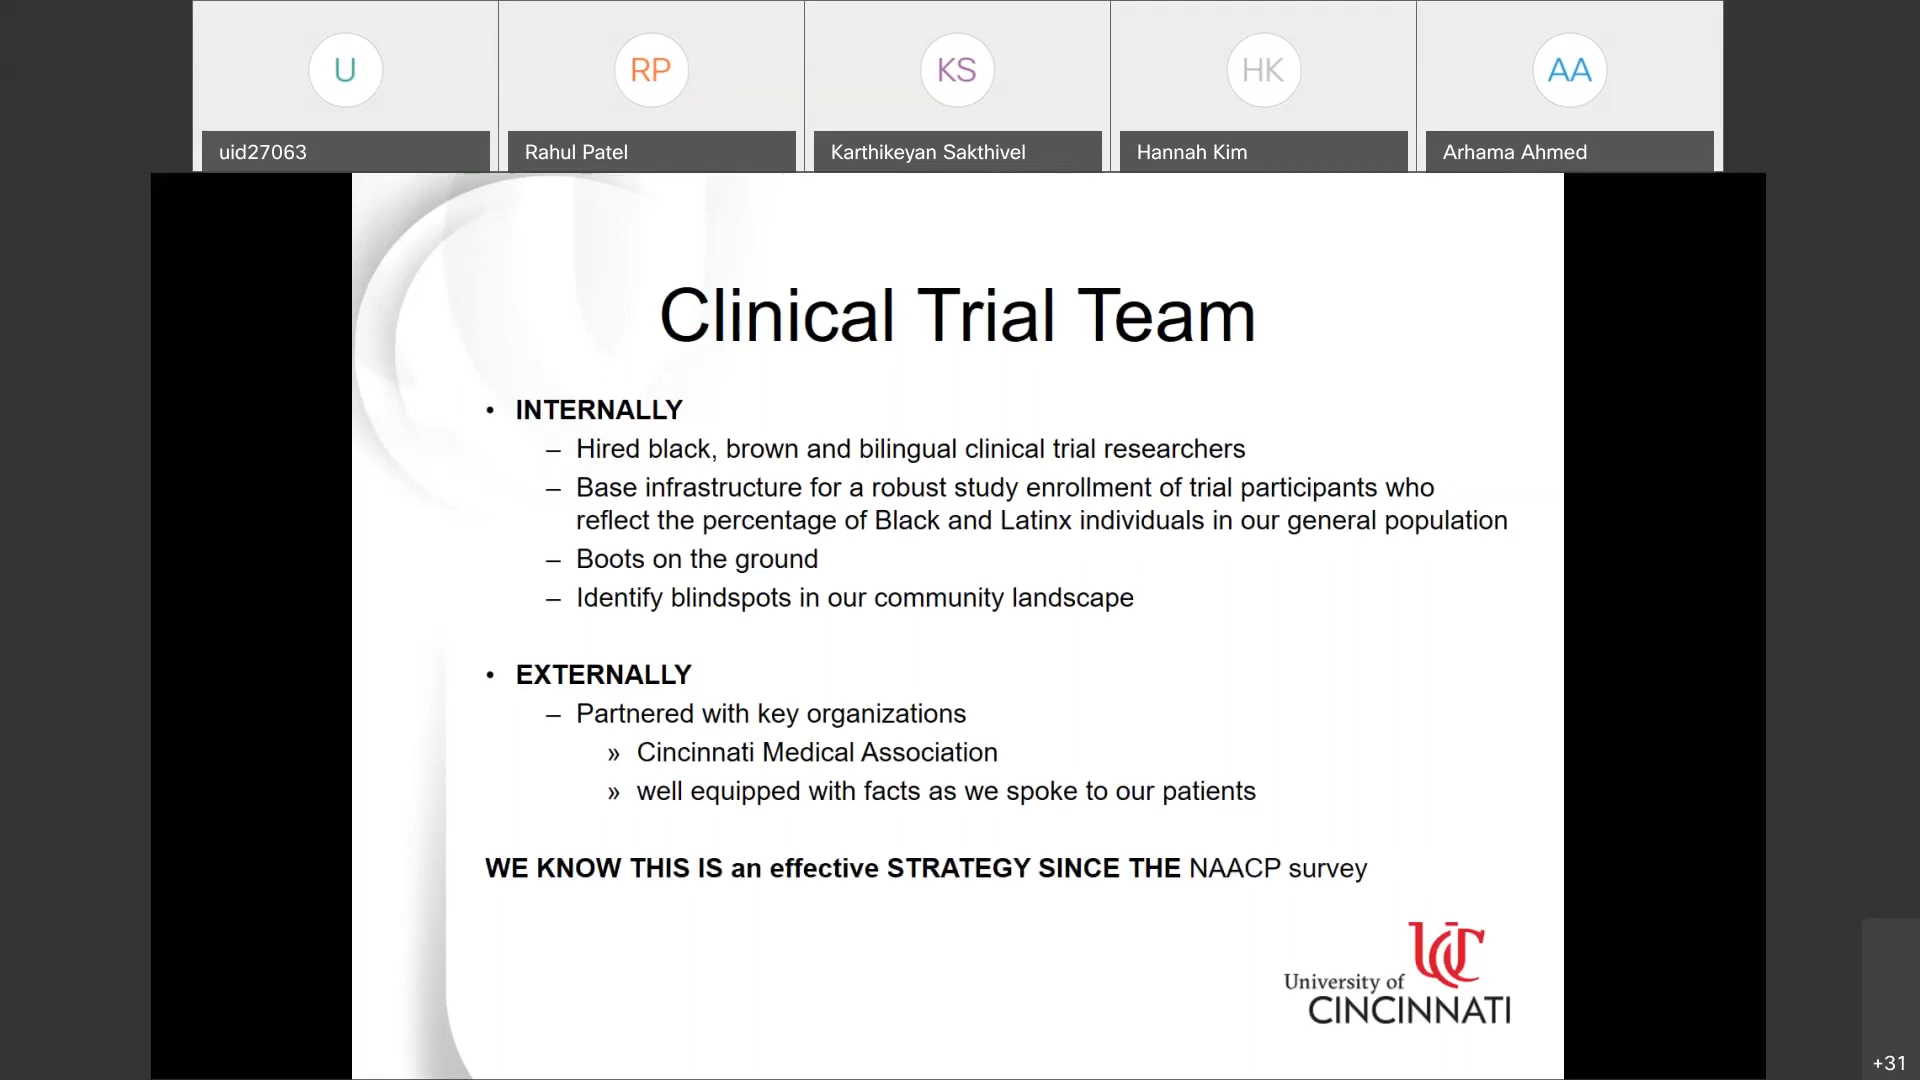 U
RP
KS
HK
AA
uid27063
Rahul Patel
Karthikeyan Sakthivel
Hannah Kim
Arhama Ahmed
Clinical Trial Team
• INTERNALLY
– Hired black, brown and bilingual clinical trial researchers
– Base infrastructure for a robust study enrollment of trial participants who
reflect the percentage of Black and Latinx individuals in our general population
– Boots on the ground
– Identify blindspots in our community landscape
• EXTERNALLY
– Partnered with key organizations
» Cincinnati Medical Association
» well equipped with facts as we spoke to our patients
WE KNOW THIS IS an effective STRATEGY SINCE THE NAACP survey
UC
University of
CINCINNATI
+31